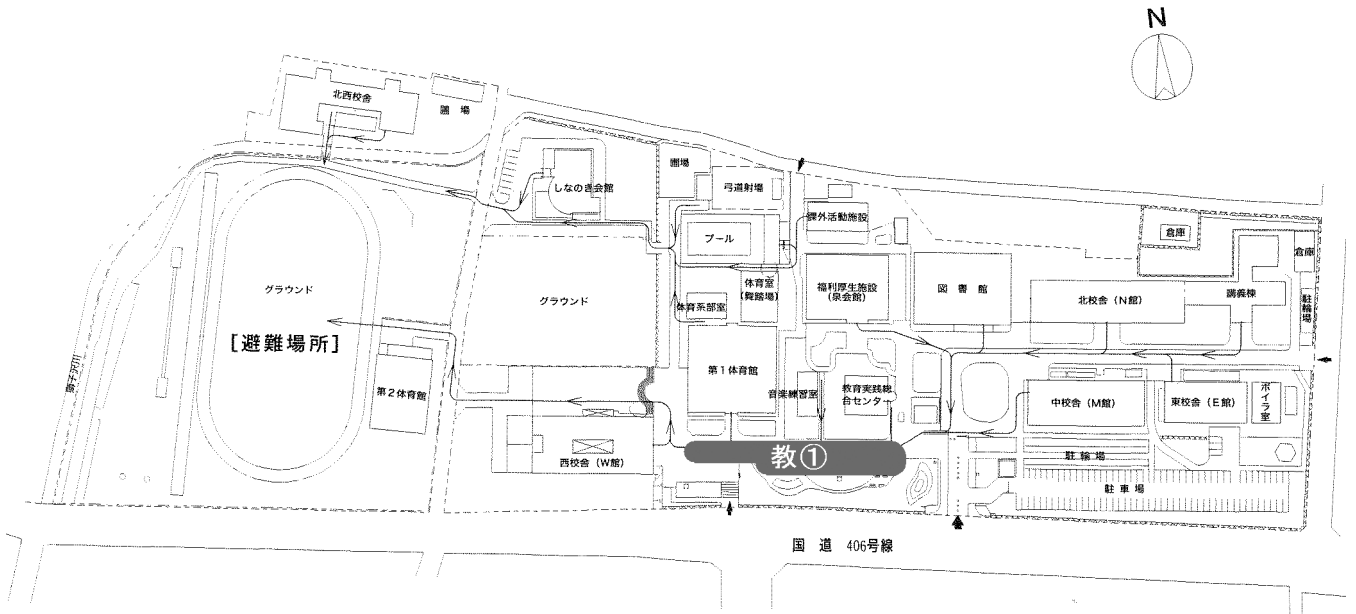 N
北西校舎
圃場
しなのき会館
圃場
弓道射場
課外活動施設
プール
倉庫
倉庫
グラウンド
グラウンド
体育系部室
体育室
(舞踏場)
福利厚生施設
(泉会館)
図書館
北校舎(N館)
講義棟
駐輪場
[避難場所]
第2体育館
第1体育館
音楽練習室
教育実践総
合センター
中校舎(M館)
東校舎(E館)
ボイラ室
西校舎(W館)
教①
駐輪場
駐車場
国道 406号線